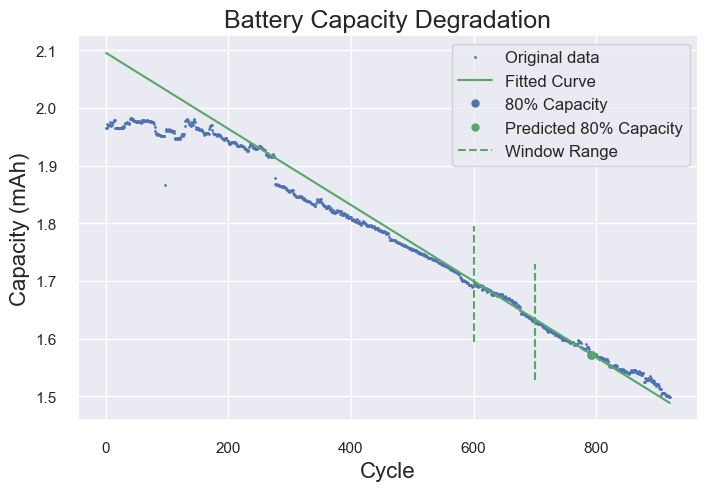 Battery Capacity Degradation
Capacity (mAh)
2.1
2.0
1.9
1.8
1.7
1.6
1.5
Original data
Fitted Curve
80% Capacity
Predicted 80% Capacity
Window Range
0 200 400 600 800
Cycle